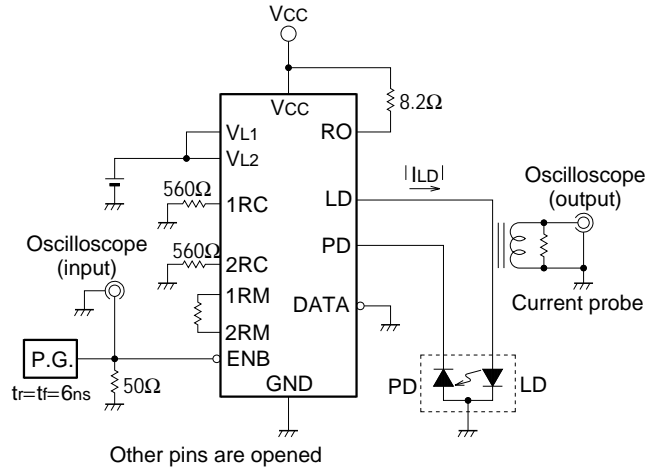 VCC
8.2Ω
VCC
VL1
RO
VL2
560Ω
1RC
|ILD|
LD
Oscilloscope
(output)
Oscilloscope
(input)
560Ω
2RC
PD
1RM
2RM
DATA
Current probe
P.G.
ENB
tr=tf=6ns
50Ω
GND
PD
LD
Other pins are opened